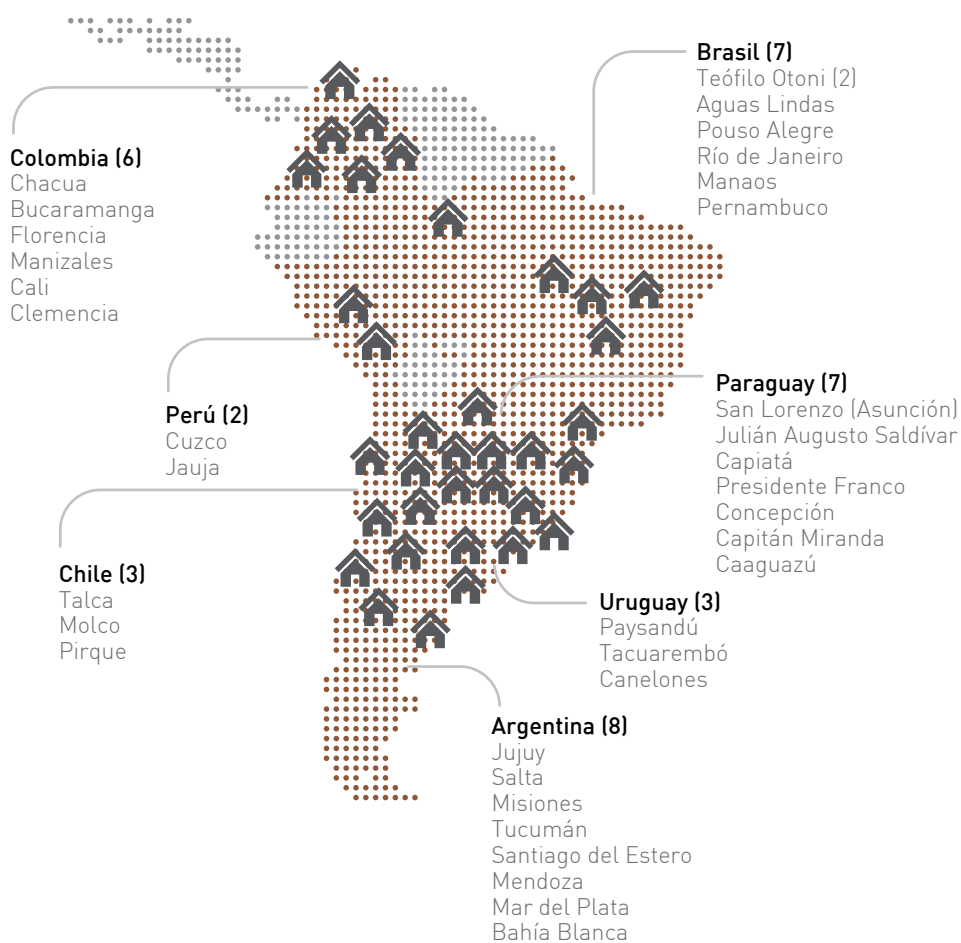 Brasil (7)
Teófilo Otoni (2)
Aguas Lindas
Pouso Alegre
Río de Janeiro
Manaos
Pernambuco
Colombia (6)
Chacua
Bucaramanga
Florencia
Manizales
Cali
Clemencia
Perú (2)
Cuzco
Jauja
Paraguay (7)
San Lorenzo (Asunción)
Julián Augusto Saldívar
Capiatá
Presidente Franco
Concepción
Capitán Miranda
Caaguazú
Chile (3)
Talca
Molco
Pirque
Uruguay (3)
Paysandú
Tacuarembó
Canelones
Argentina (8)
Jujuy
Salta
Misiones
Tucumán
Santiago del Estero
Mendoza
Mar del Plata
Bahía Blanca